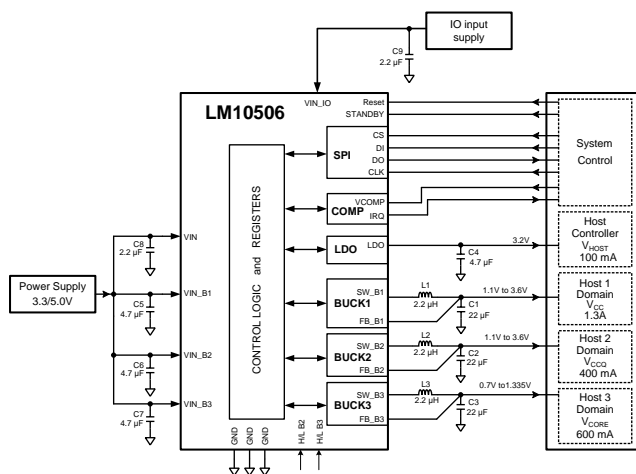 IO input
supply
C9
2.2 µF
VIN_IO
LM10506
Reset
STANDBY
CS
DI
DO
CLK
SPI
System
Control
VCOMP
IRQ
COMP
CONTROL LOGIC and REGISTERS
LDO
LDO
3.2V
C4
4.7 µF
Host
Controller
VHOST
100 mA
VIN
C8
2.2 µF
Power Supply
3.3/5.0V
VIN_B1
C5
4.7 µF
VIN_B2
C6
4.7 µF
VIN_B3
C7
4.7 µF
SW_B1
BUCK1
FB_B1
L1
2.2 µH
1.1V to 3.6V
C1
22 µF
Host 1
Domain
VCC
1.3A
SW_B2
BUCK2
FB_B2
L2
2.2 µH
1.1V to 3.6V
C2
22 µF
Host 2
Domain
VCCQ
400 mA
SW_B3
BUCK3
FB_B3
L3
2.2 µH
0.7V to1.335V
C3
22 µF
Host 3
Domain
VCORE
600 mA
GND
GND
GND
H/L B2
H/L B3